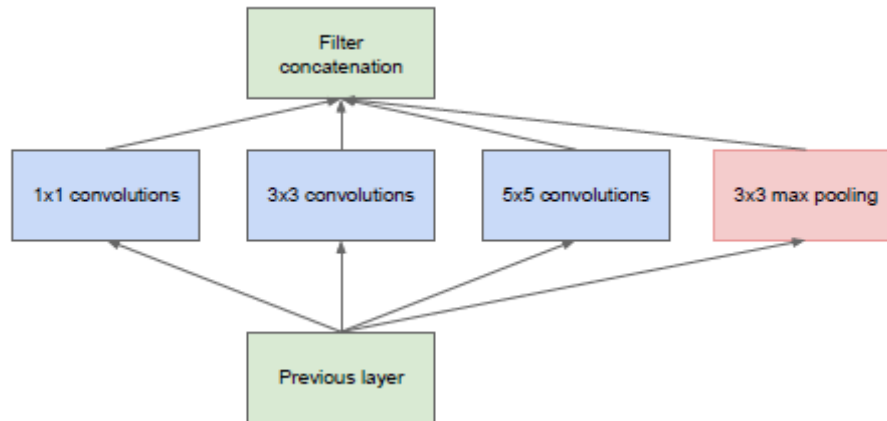 Filter
concatenation
1x1 convolutions
3x3 convolutions
5x5 convolutions
3x3 max pooling
Previous layer